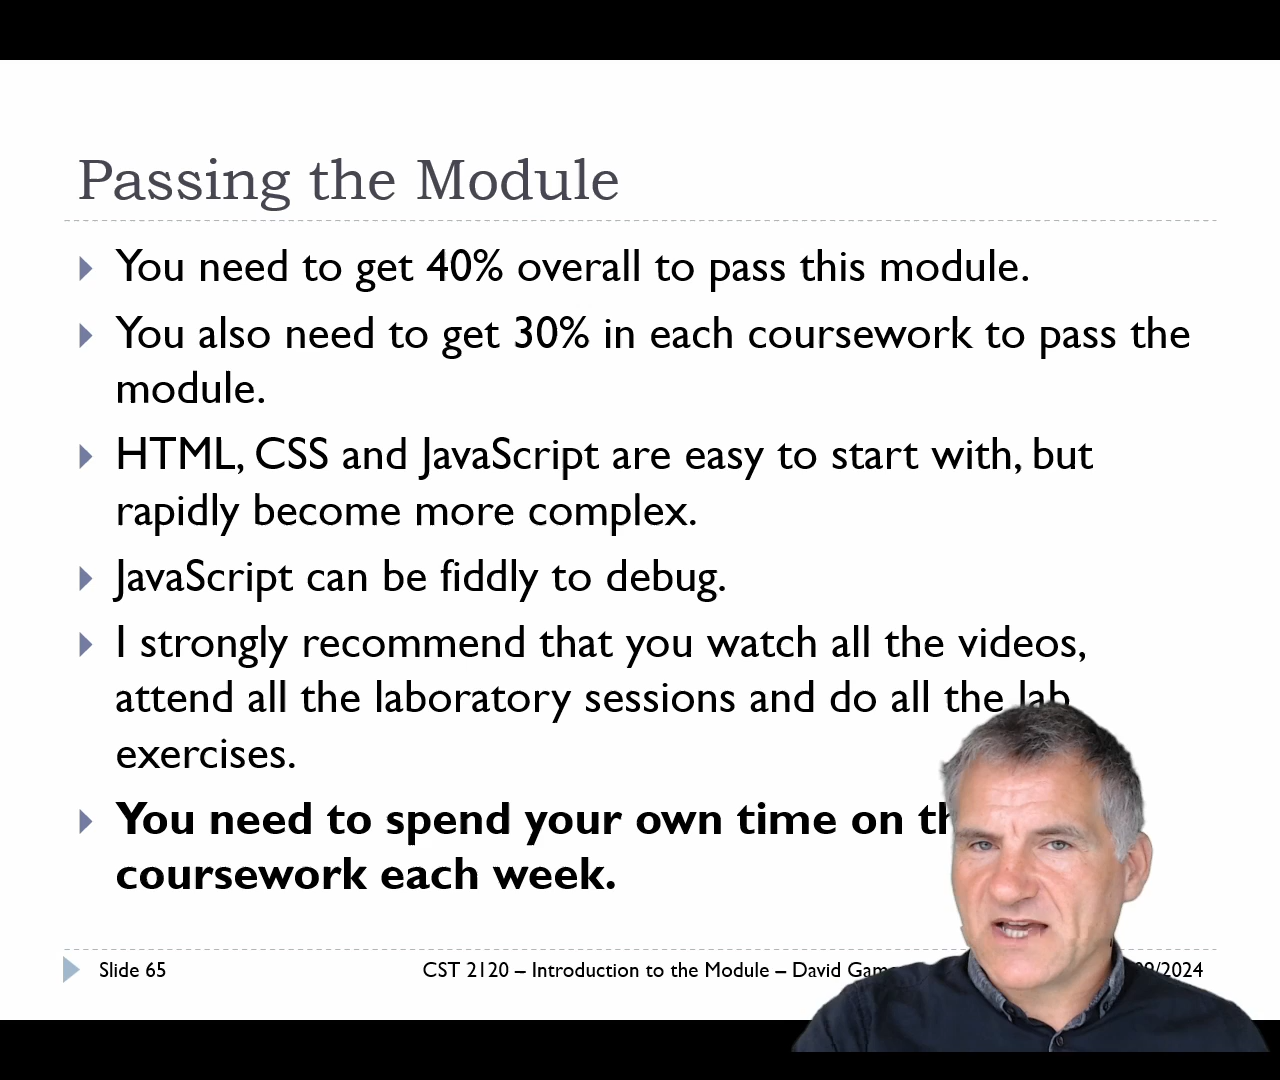 Passing the Module
You need to get 40% overall to pass this module.
You also need to get 30% in each coursework to pass the
module.
HTML, CSS and JavaScript are easy to start with, but
rapidly become more complex.
JavaScript can be fiddly to debug.
I strongly recommend that you watch all the videos,
attend all the laboratory sessions and do all the lab
exercises.
You need to spend your own time on
coursework each week.
Slide 65
CST 2120 – Introduction to the Module – David
/2024